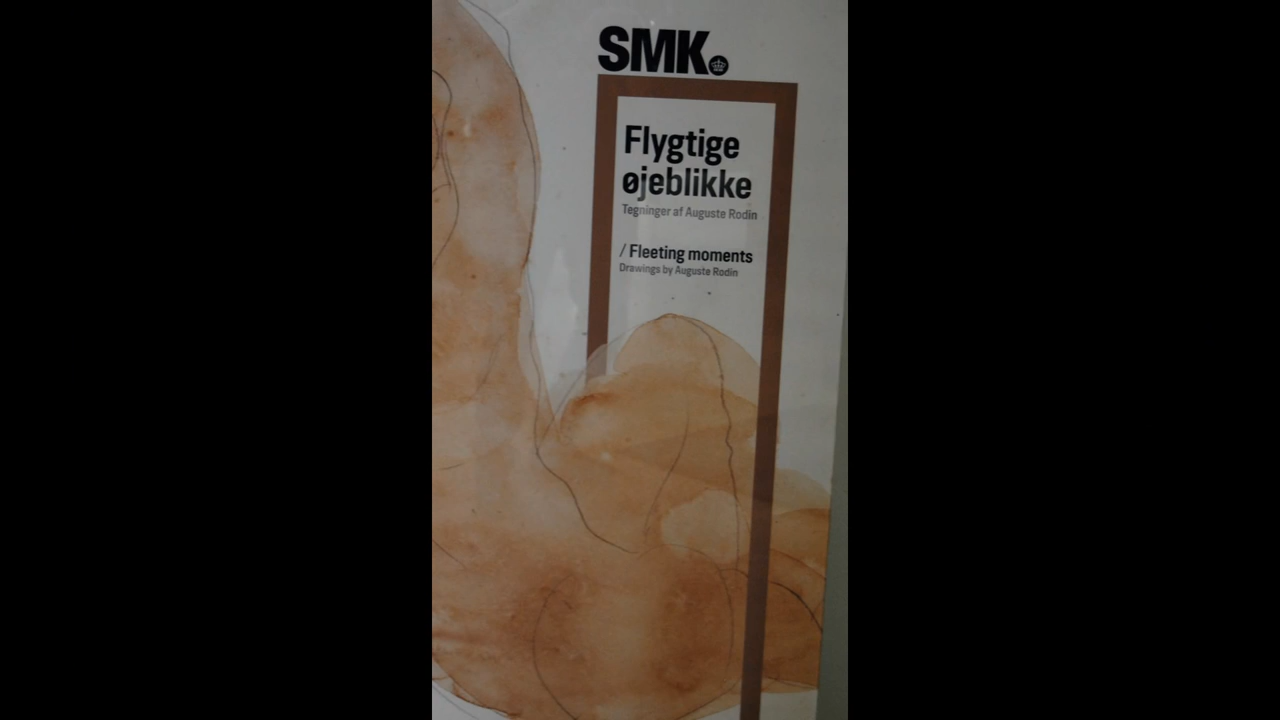 SMK.
Flygtige
øjeblikke
Tegninger af Auguste Rodin
/ Fleeting moments
Drawings by Auguste Rodin